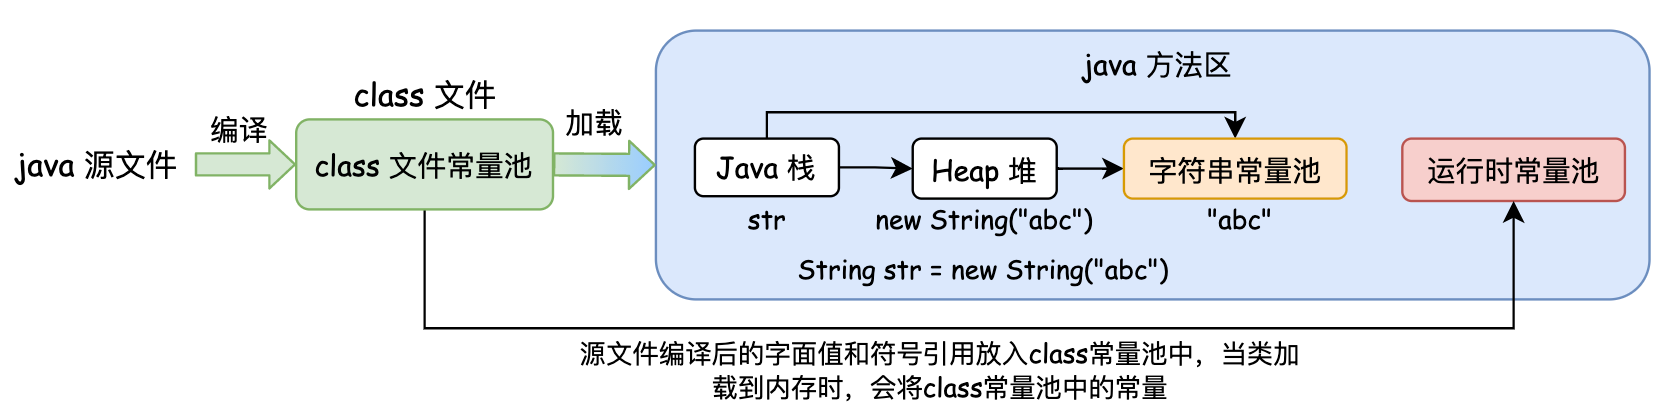 java 源文件
编译
class 文件
class 文件常量池
加载
java 方法区
Java 栈
Heap 堆
字符串常量池
运行时常量池
str
new String("abc")
"abc"
String str = new String("abc")
源文件编译后的字面值和符号引用放入class常量池中，当类加
载到内存时，会将class常量池中的常量